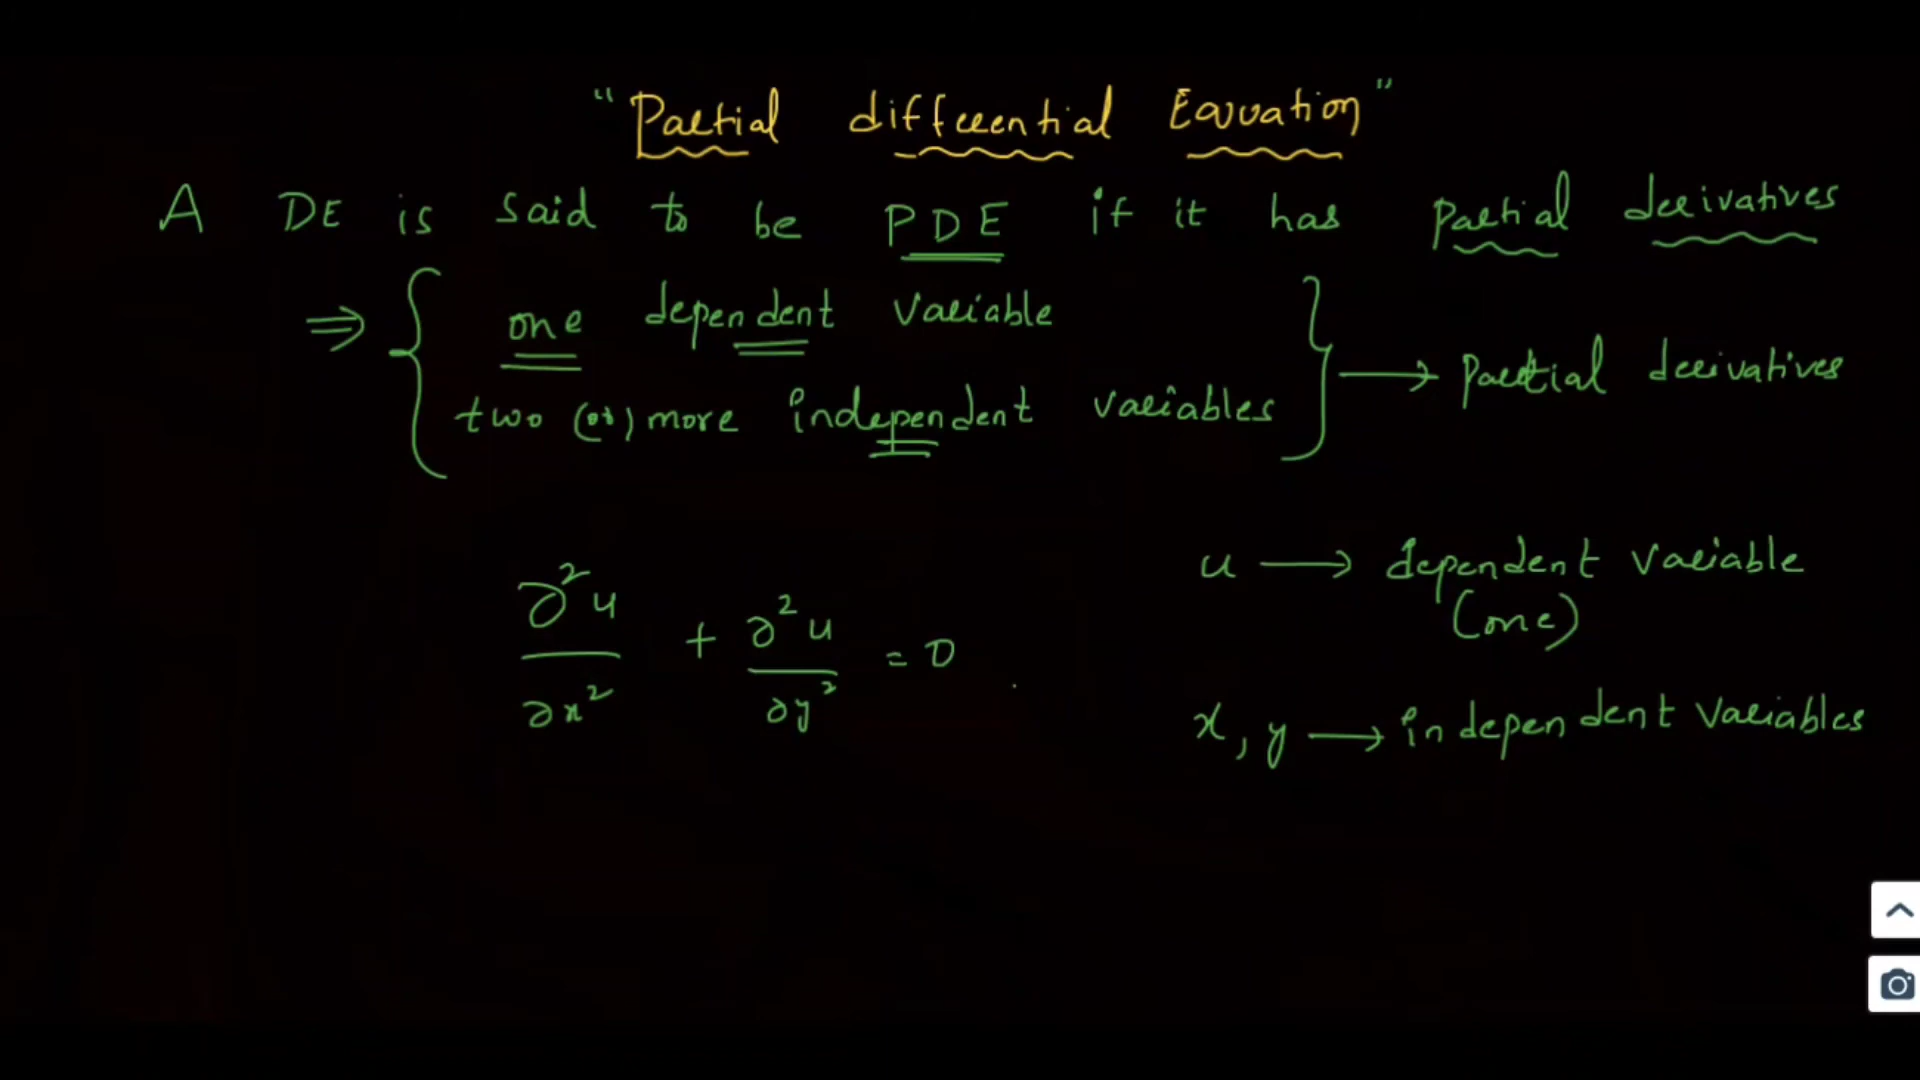 "Partial differential Equation"
A DE is said to be PDE if it has partial derivatives
⇒ { one dependent variable
two (or) more independent variables } → partial derivatives
∂²u/∂x² + ∂²u/∂y² = 0
u → dependent variable
(one)
x, y → independent variables